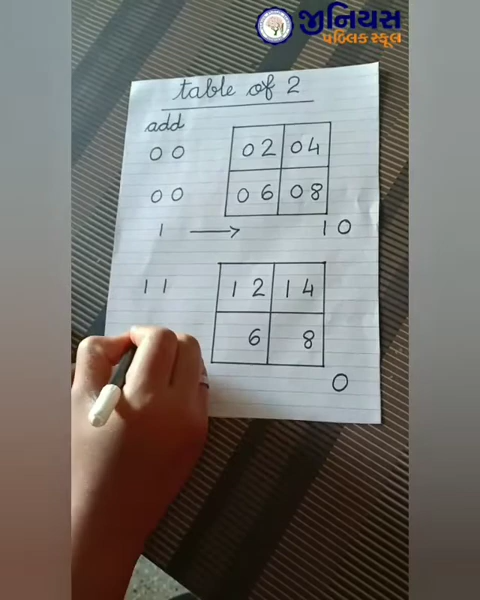 જીનિયસ
પબ્લિક સ્કૂલ
table of 2
add
0 0 02 04
0 0 06 08
1 → 10
1 1 12 14
6 8
0